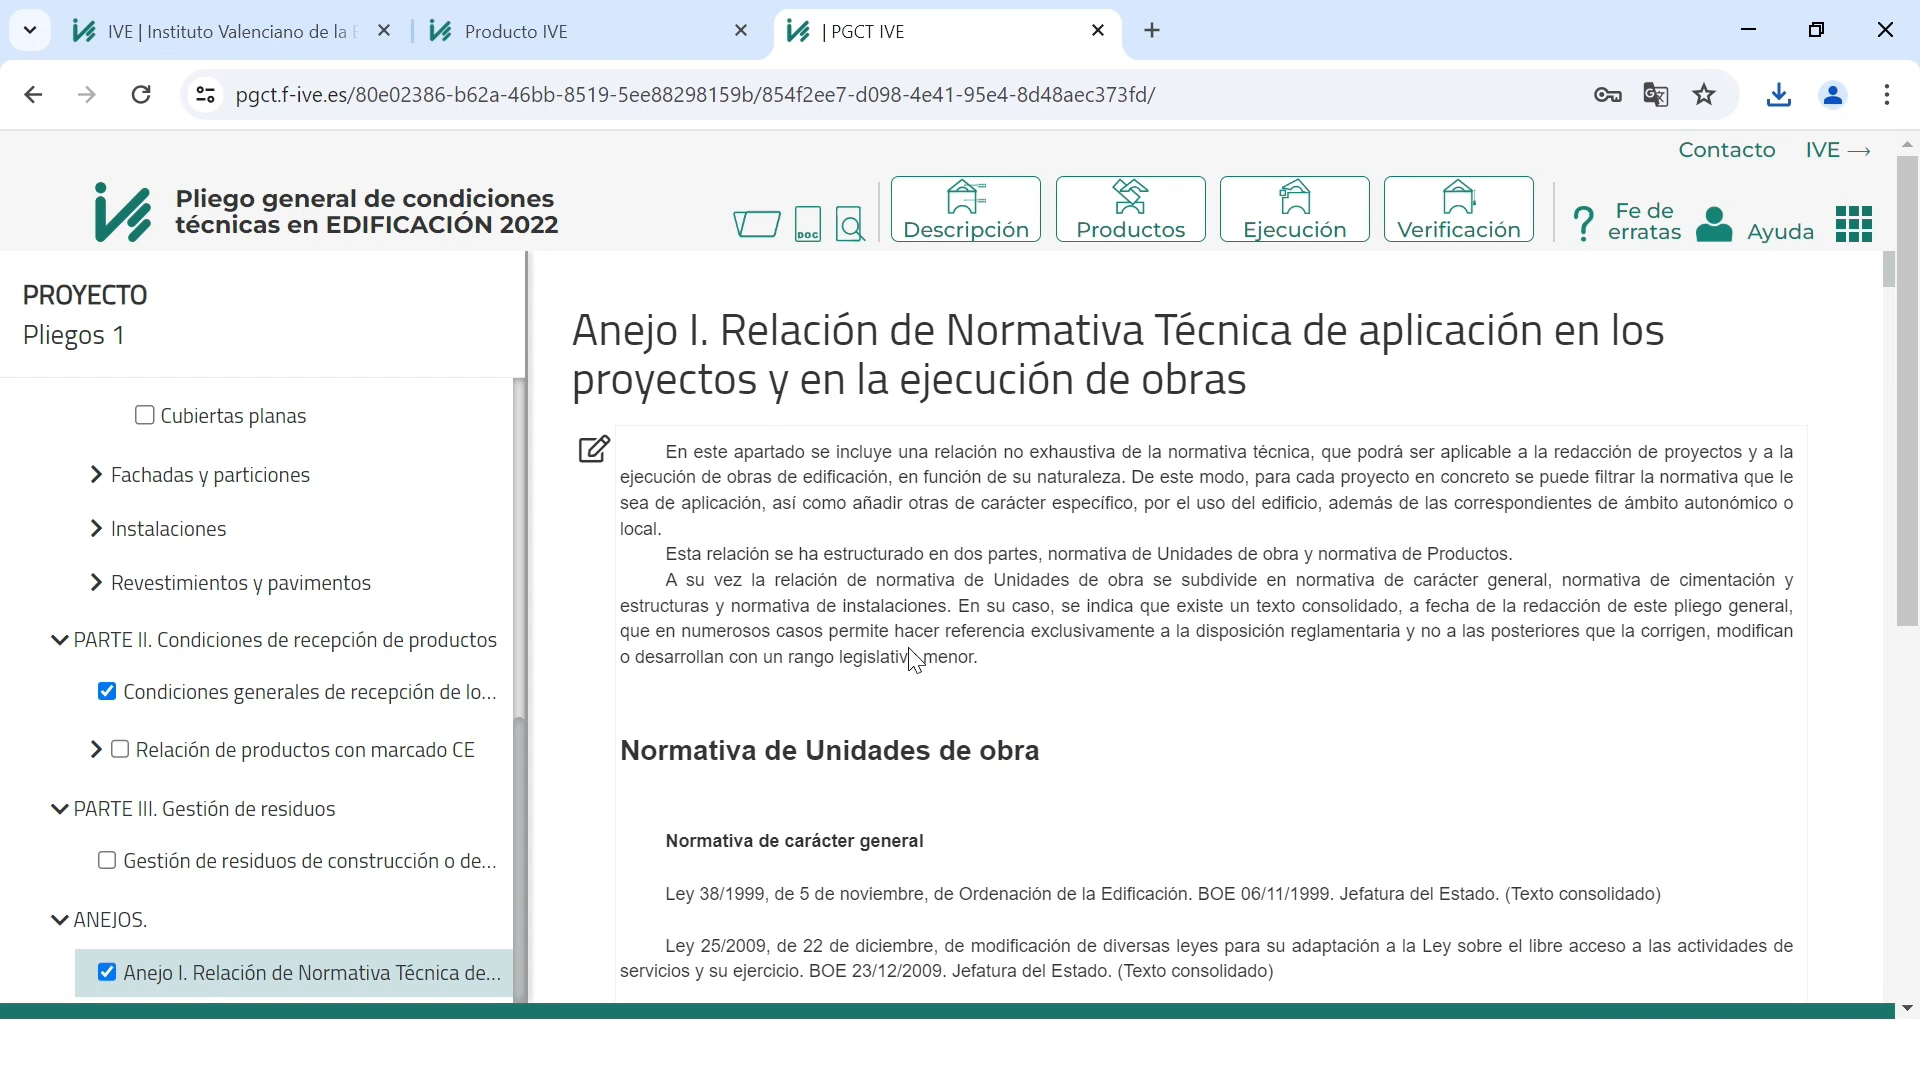 IVE | Instituto Valenciano de la E
Producto IVE
| PGCT IVE
pgct.f-ive.es/80e02386-b62a-46bb-8519-5ee88298159b/854f2ee7-d098-4e41-95e4-8d48aec373fd/
Contacto IVE →
Pliego general de condiciones
técnicas en EDIFICACIÓN 2022
DOC
Descripción
Productos
Ejecución
Verificación
?
Fe de
erratas
Ayuda
PROYECTO
Pliegos 1
Cubiertas planas
Fachadas y particiones
Instalaciones
Revestimientos y pavimentos
PARTE II. Condiciones de recepción de productos
Condiciones generales de recepción de lo...
Relación de productos con marcado CE
PARTE III. Gestión de residuos
Gestión de residuos de construcción o de...
ANEJOS.
Anejo I. Relación de Normativa Técnica de...
Anejo I. Relación de Normativa Técnica de aplicación en los
proyectos y en la ejecución de obras
En este apartado se incluye una relación no exhaustiva de la normativa técnica, que podrá ser aplicable a la redacción de proyectos y a la
ejecución de obras de edificación, en función de su naturaleza. De este modo, para cada proyecto en concreto se puede filtrar la normativa que le
sea de aplicación, así como añadir otras de carácter específico, por el uso del edificio, además de las correspondientes de ámbito autonómico o
local.
Esta relación se ha estructurado en dos partes, normativa de Unidades de obra y normativa de Productos.
A su vez la relación de normativa de Unidades de obra se subdivide en normativa de carácter general, normativa de cimentación y
estructuras y normativa de instalaciones. En su caso, se indica que existe un texto consolidado, a fecha de la redacción de este pliego general,
que en numerosos casos permite hacer referencia exclusivamente a la disposición reglamentaria y no a las posteriores que la corrigen, modifican
o desarrollan con un rango legislativo menor.
Normativa de Unidades de obra
Normativa de carácter general
Ley 38/1999, de 5 de noviembre, de Ordenación de la Edificación. BOE 06/11/1999. Jefatura del Estado. (Texto consolidado)
Ley 25/2009, de 22 de diciembre, de modificación de diversas leyes para su adaptación a la Ley sobre el libre acceso a las actividades de
servicios y su ejercicio. BOE 23/12/2009. Jefatura del Estado. (Texto consolidado)